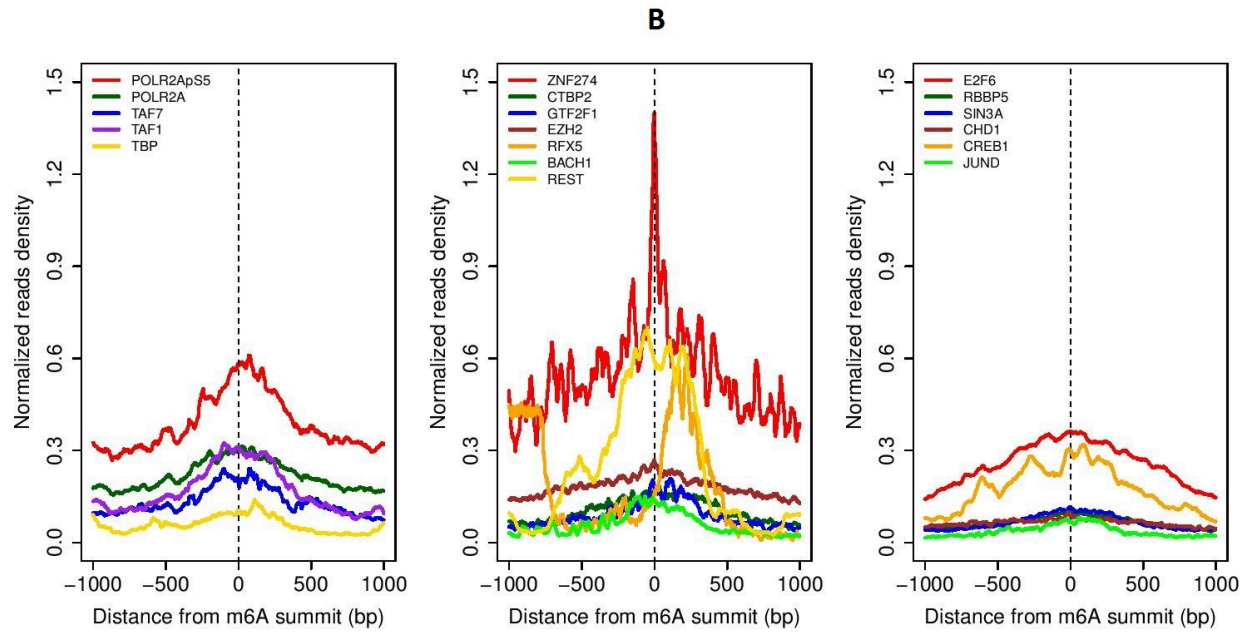 B
Normalized reads density
1.5
1.2
0.9
0.6
0.3
0.0
POLR2ApS5
POLR2A
TAF7
TAF1
TBP
−1000 −500 0 500 1000
Distance from m6A summit (bp)
Normalized reads density
1.5
1.2
0.9
0.6
0.3
0.0
ZNF274
CTBP2
GTF2F1
EZH2
RFX5
BACH1
REST
−1000 −500 0 500 1000
Distance from m6A summit (bp)
Normalized reads density
1.5
1.2
0.9
0.6
0.3
0.0
E2F6
RBBP5
SIN3A
CHD1
CREB1
JUND
−1000 −500 0 500 1000
Distance from m6A summit (bp)